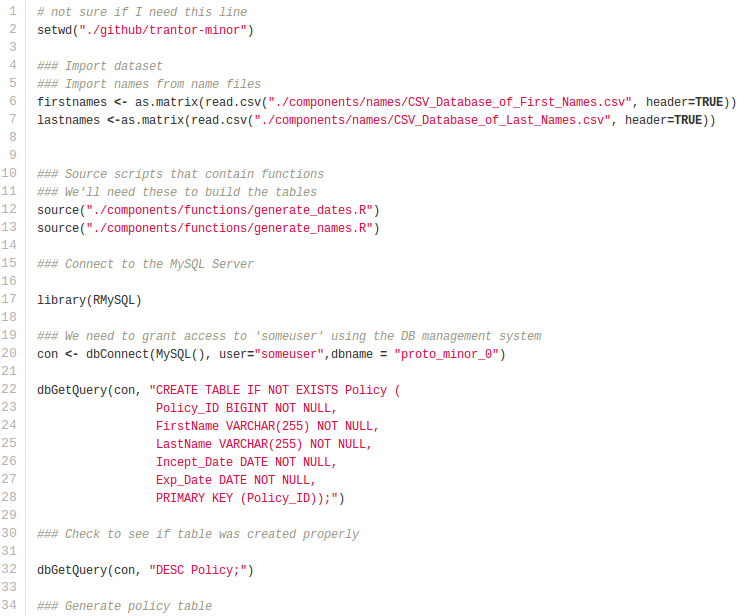 1 # not sure if I need this line
2 setwd("./github/trantor-minor")
3
4 ### Import dataset
5 ### Import names from name files
6 firstnames <- as.matrix(read.csv("./components/names/CSV_Database_of_First_Names.csv", header=TRUE))
7 lastnames <-as.matrix(read.csv("./components/names/CSV_Database_of_Last_Names.csv", header=TRUE))
8
9
10 ### Source scripts that contain functions
11 ### We'll need these to build the tables
12 source("./components/functions/generate_dates.R")
13 source("./components/functions/generate_names.R")
14
15 ### Connect to the MySQL Server
16
17 library(RMySQL)
18
19 ### We need to grant access to 'someuser' using the DB management system
20 con <- dbConnect(MySQL(), user="someuser",dbname = "proto_minor_0")
21
22 dbGetQuery(con, "CREATE TABLE IF NOT EXISTS Policy (
23                  Policy_ID BIGINT NOT NULL,
24                  FirstName VARCHAR(255) NOT NULL,
25                  LastName VARCHAR(255) NOT NULL,
26                  Incept_Date DATE NOT NULL,
27                  Exp_Date DATE NOT NULL,
28                  PRIMARY KEY (Policy_ID));")
29
30 ### Check to see if table was created properly
31
32 dbGetQuery(con, "DESC Policy;")
33
34 ### Generate policy table